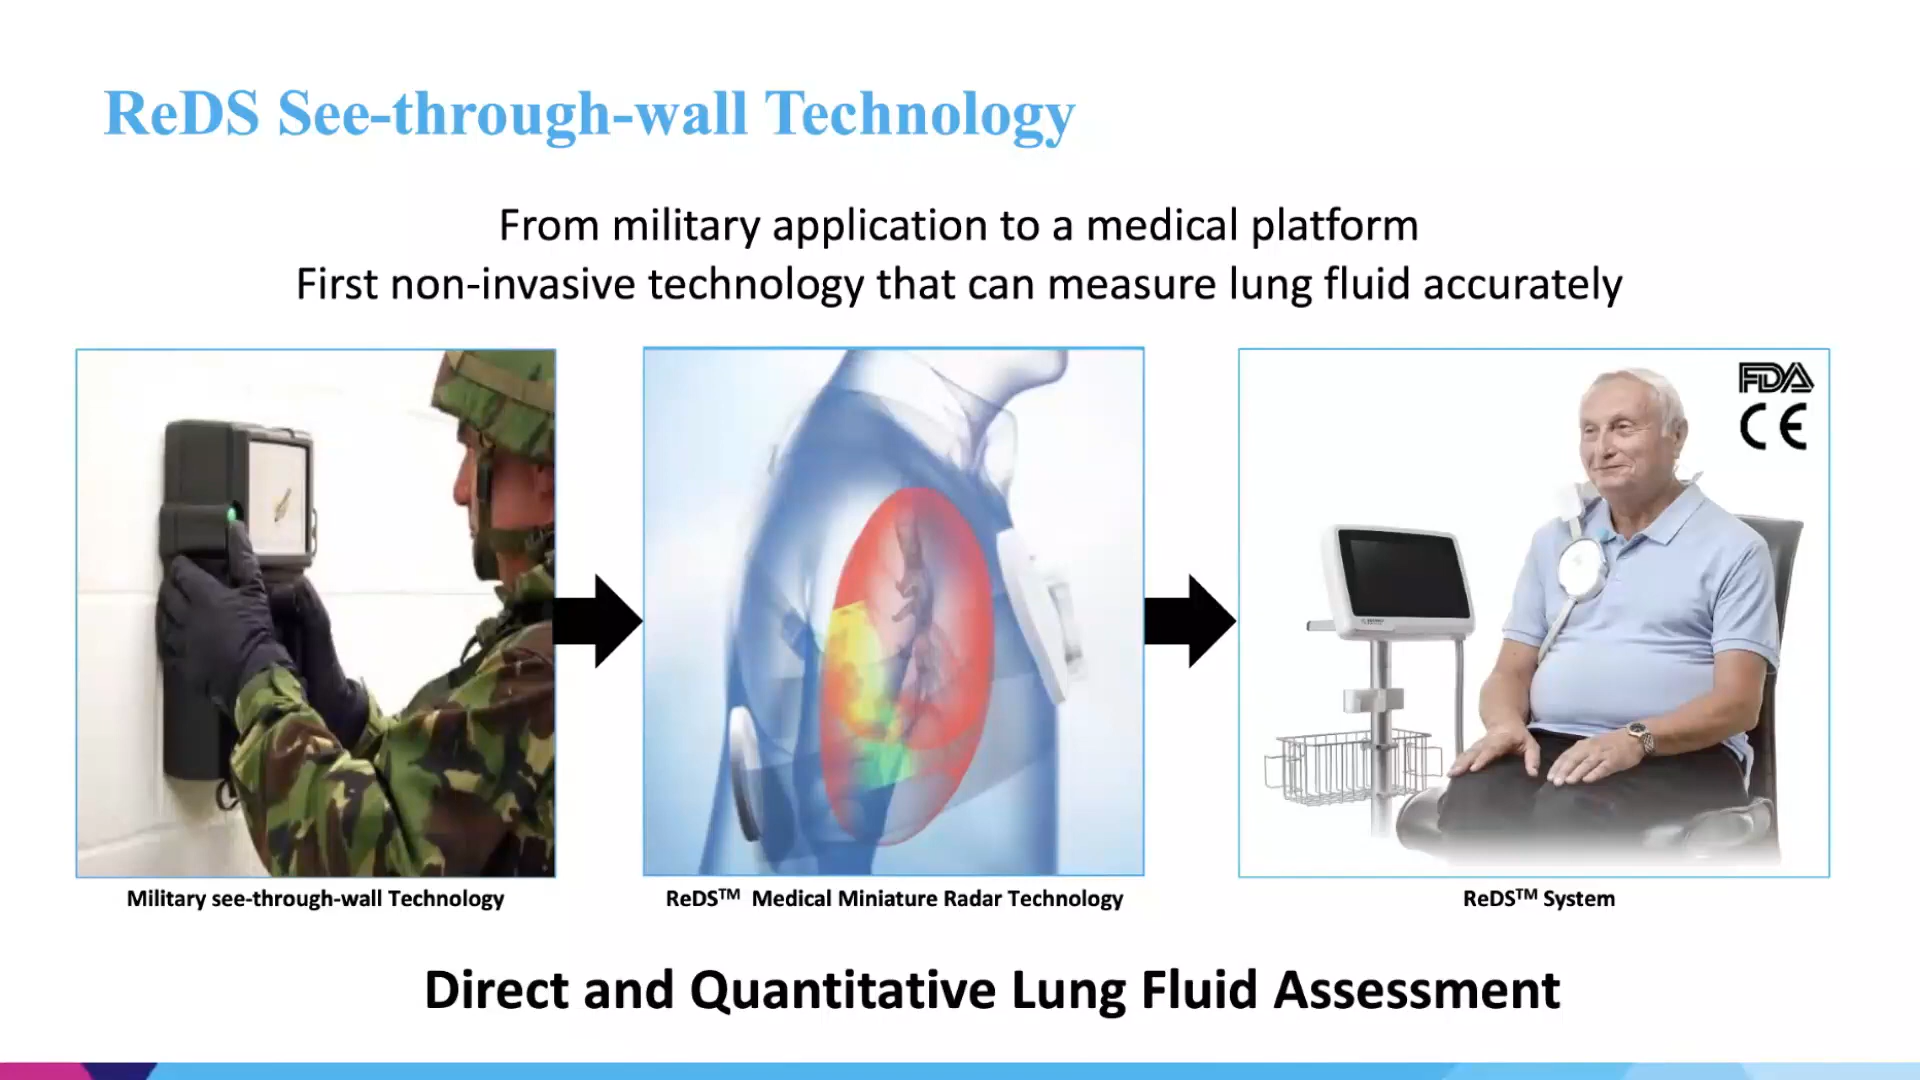 ReDS See-through-wall Technology
From military application to a medical platform
First non-invasive technology that can measure lung fluid accurately
FDA
CE
Military see-through-wall Technology
ReDS™ Medical Miniature Radar Technology
ReDS™ System
Direct and Quantitative Lung Fluid Assessment